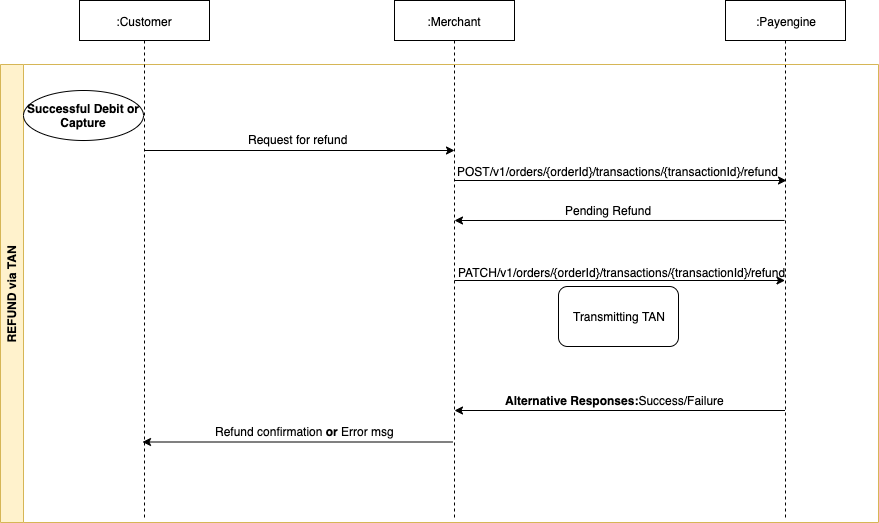 :Customer
:Merchant
:Payengine
REFUND via TAN
Successful Debit or
Capture
Request for refund
POST/v1/orders/{orderId}/transactions/{transactionId}/refund
Pending Refund
PATCH/v1/orders/{orderId}/transactions/{transactionId}/refund
Transmitting TAN
Alternative Responses:Success/Failure
Refund confirmation or Error msg